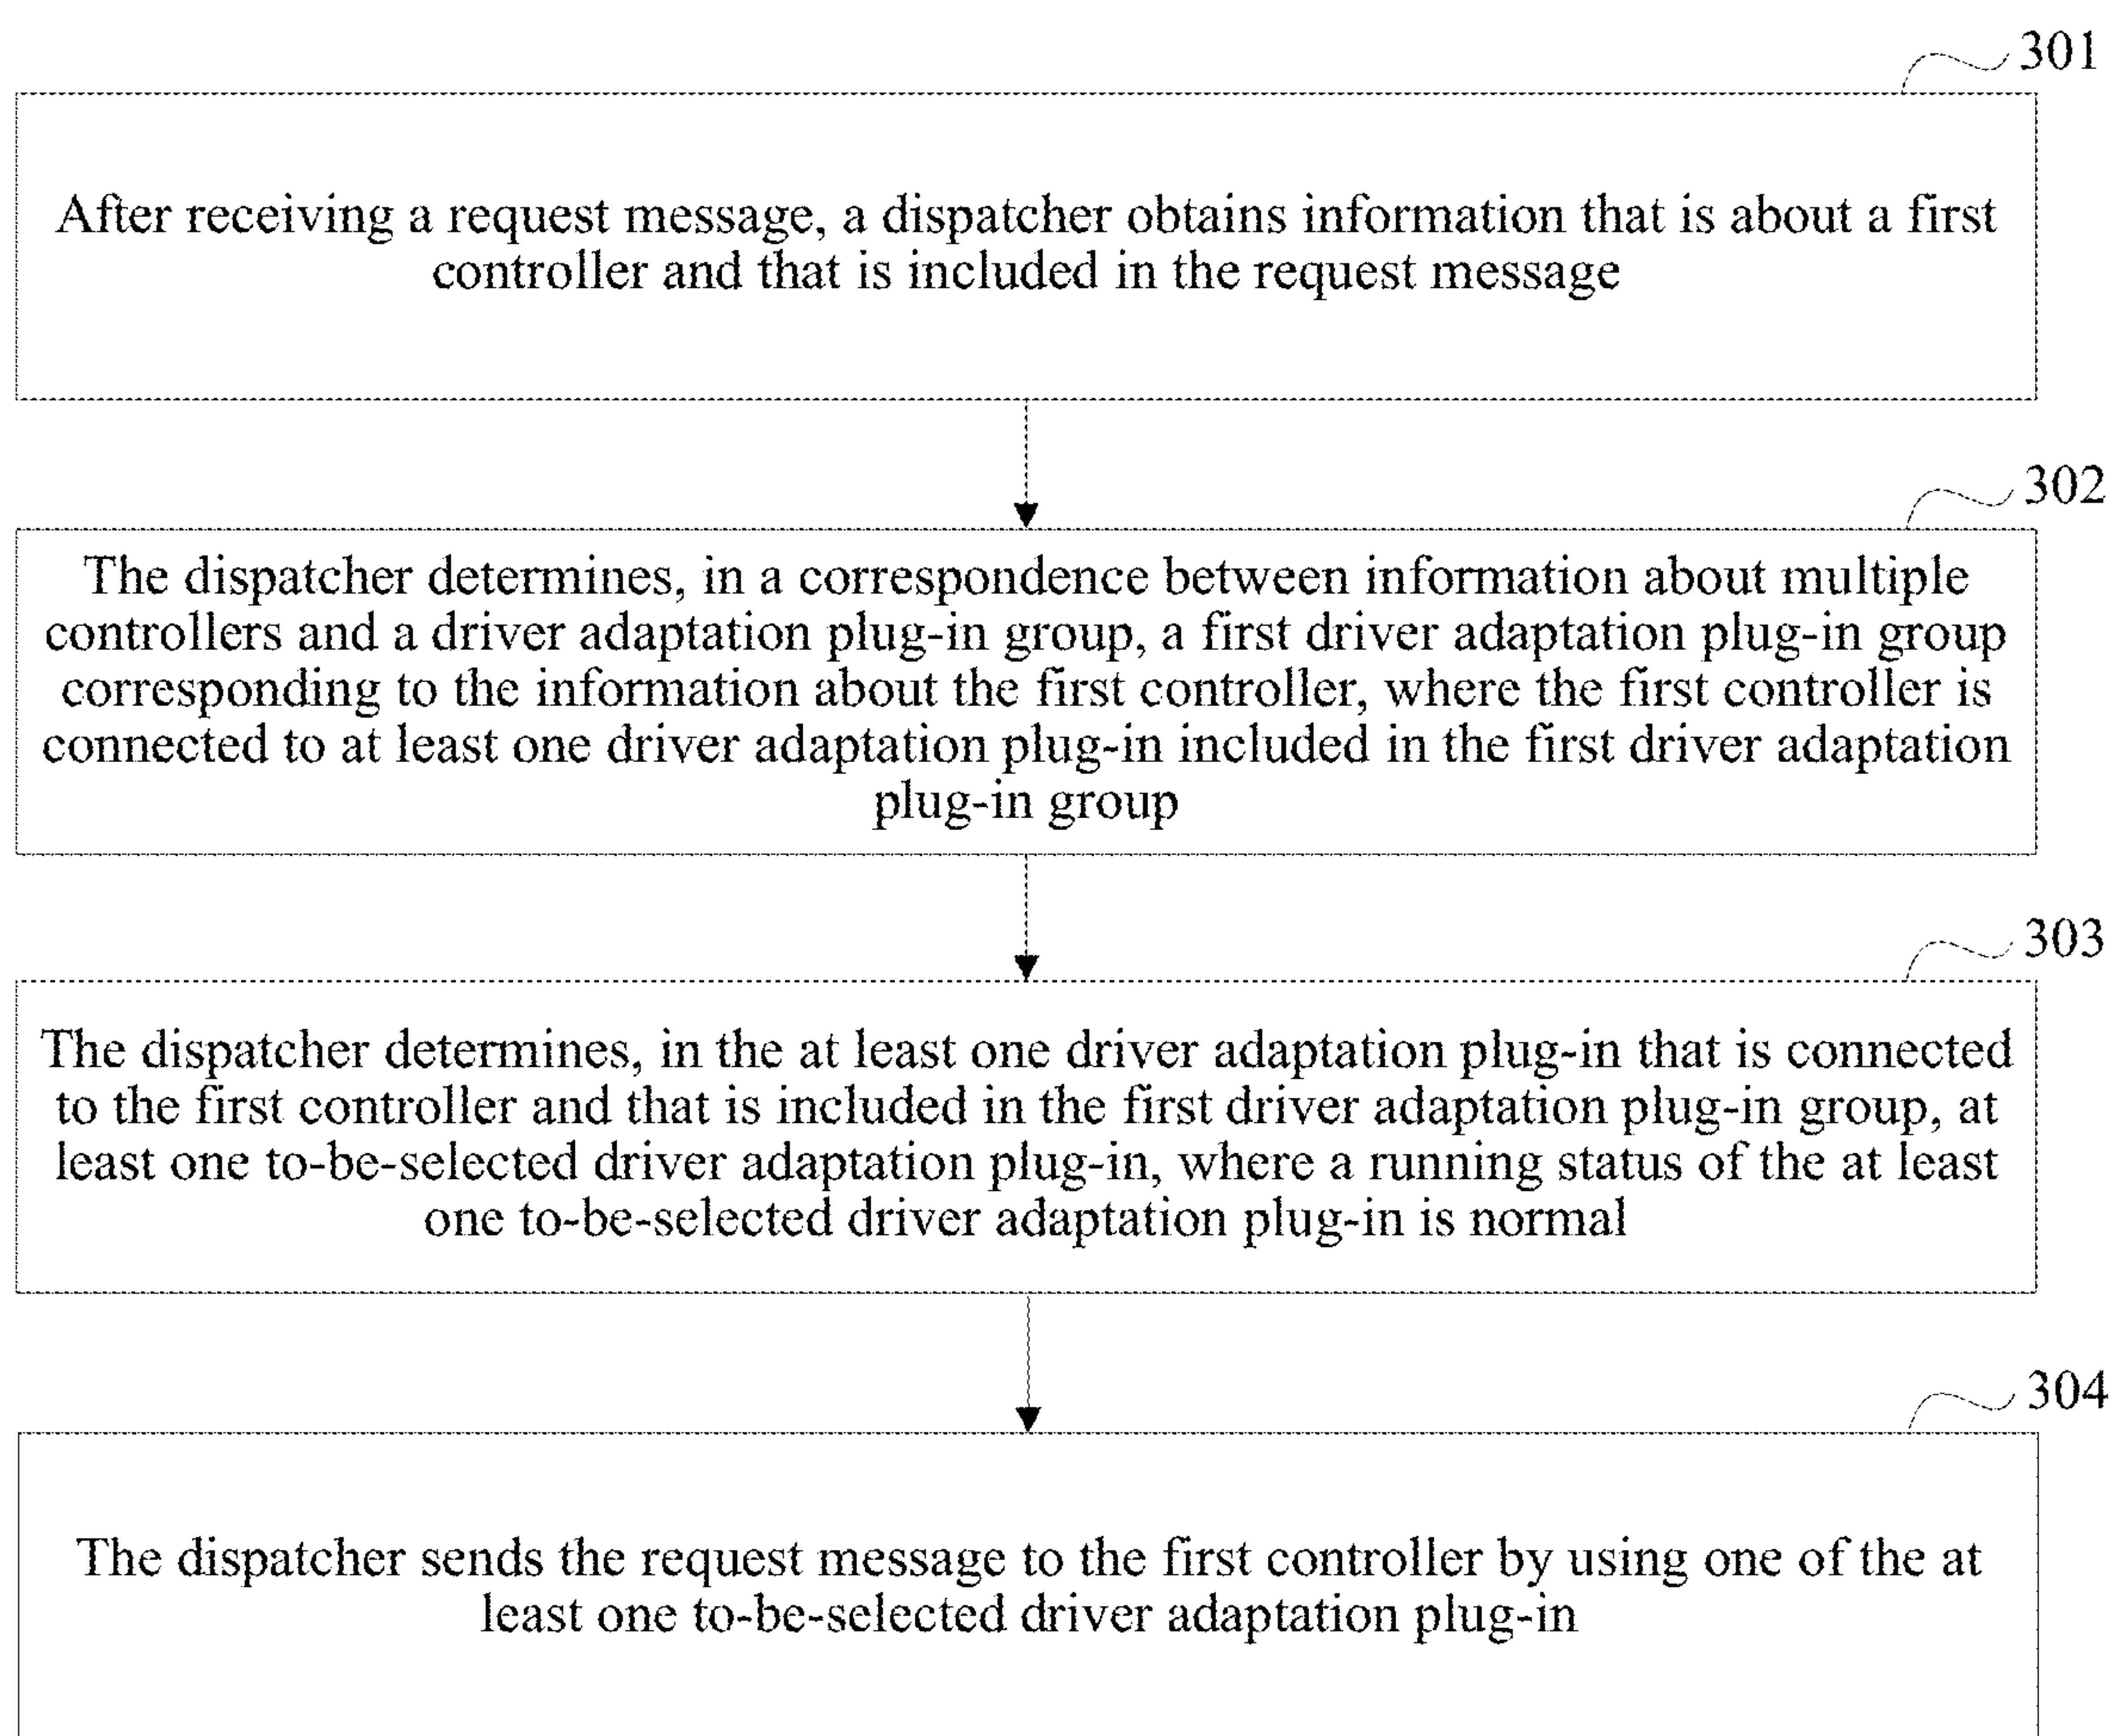 301
After receiving a request message, a dispatcher obtains information that is about a first
controller and that is included in the request message
302
The dispatcher determines, in a correspondence between information about multiple
controllers and a driver adaptation plug-in group, a first driver adaptation plug-in group
corresponding to the information about the first controller, where the first controller is
connected to at least one driver adaptation plug-in included in the first driver adaptation
plug-in group
303
The dispatcher determines, in the at least one driver adaptation plug-in that is connected
to the first controller and that is included in the first driver adaptation plug-in group, at
least one to-be-selected driver adaptation plug-in, where a running status of the at least
one to-be-selected driver adaptation plug-in is normal
304
The dispatcher sends the request message to the first controller by using one of the at
least one to-be-selected driver adaptation plug-in